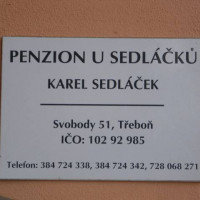 PENZION U SEDLÁČKŮ
KAREL SEDLÁČEK
Svobody 51, Třeboň
IČO: 102 92 985
Telefon: 384 724 338, 384 724 342, 728 068 271